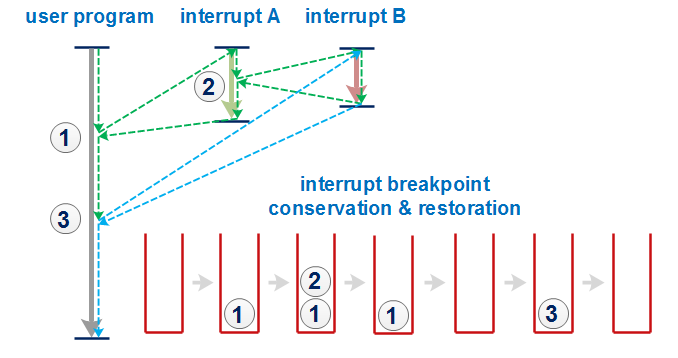 user program
interrupt A
interrupt B
2
1
3
interrupt breakpoint
conservation & restoration
1
2
1
1
3